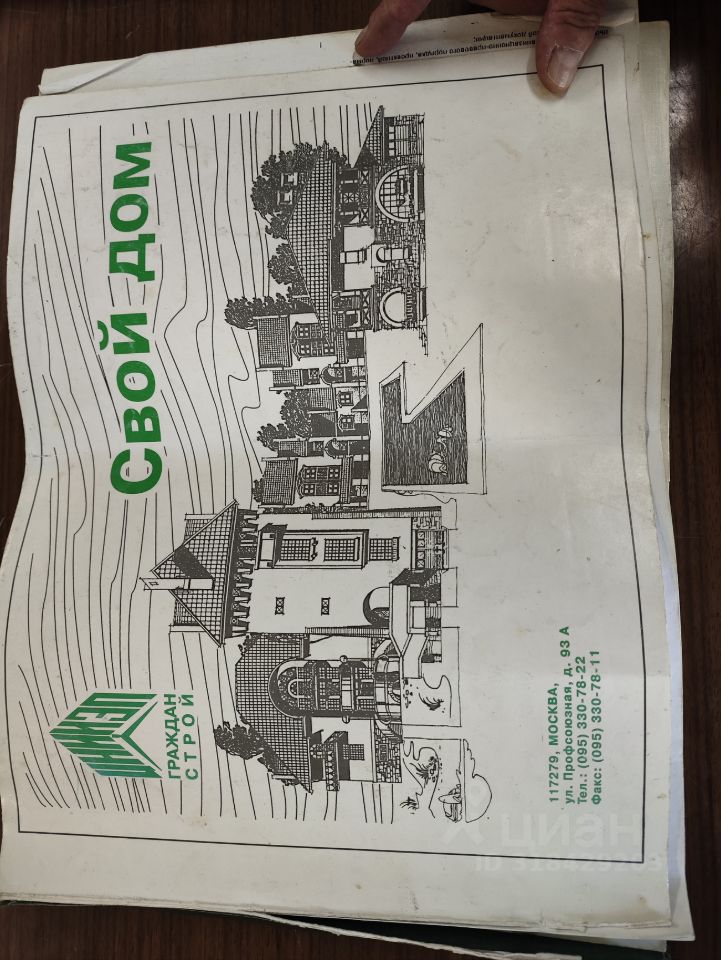 ЦНИИЭП
ГРАЖДАН
СТРОЙ
СВОЙ ДОМ
117279, МОСКВА,
ул. Профсоюзная, д. 93 А
Тел.: (095) 330-78-22
Факс: (095) 330-78-11
циан